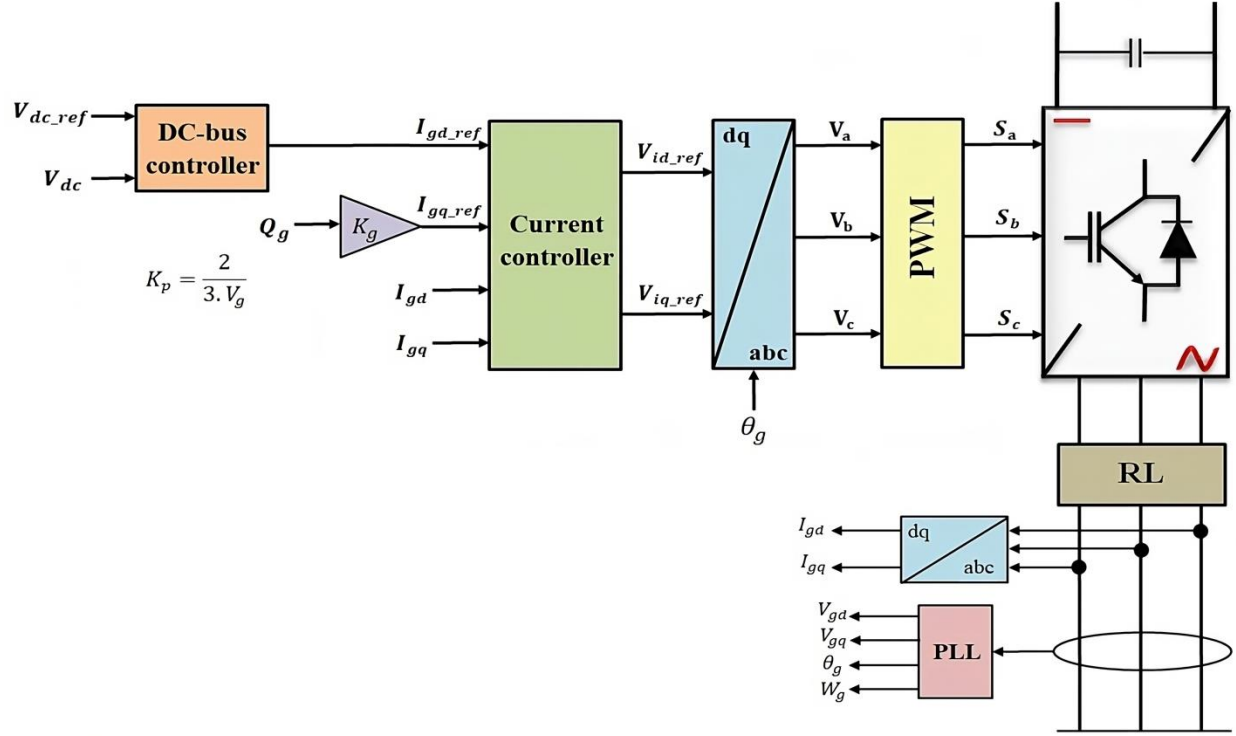 V_dc_ref
V_dc
DC-bus
controller
I_gd_ref
Q_g
K_g
I_gq_ref
K_p = 2 / 3.V_g
I_gd
I_gq
Current
controller
V_id_ref
V_iq_ref
dq
abc
θ_g
V_a
V_b
V_c
PWM
S_a
S_b
S_c
RL
I_gd
I_gq
dq
abc
V_gd
V_gq
θ_g
W_g
PLL